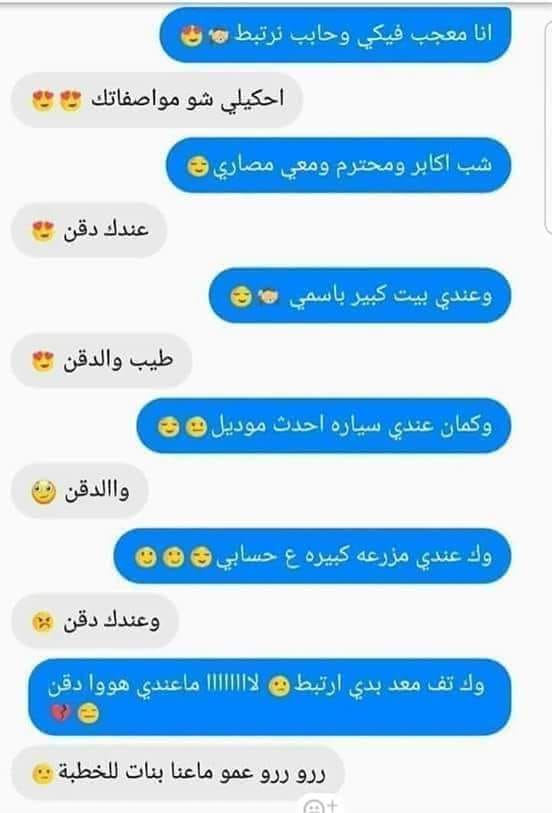 انا معجب فيكي وحابب نرتبط
احكيلي شو مواصفاتك
شب اكابر ومحترم ومعي مصاري
عندك دقن
وعندي بيت كبير باسمي
طيب والدقن
وكمان عندي سياره احدث موديل
واالدقن
وك عندي مزرعه كبيره ع حسابي
وعندك دقن
وك تف معد بدي ارتبط لااااااااا ماعندي هووا دقن
ررو ررو عمو ماعنا بنات للخطبة